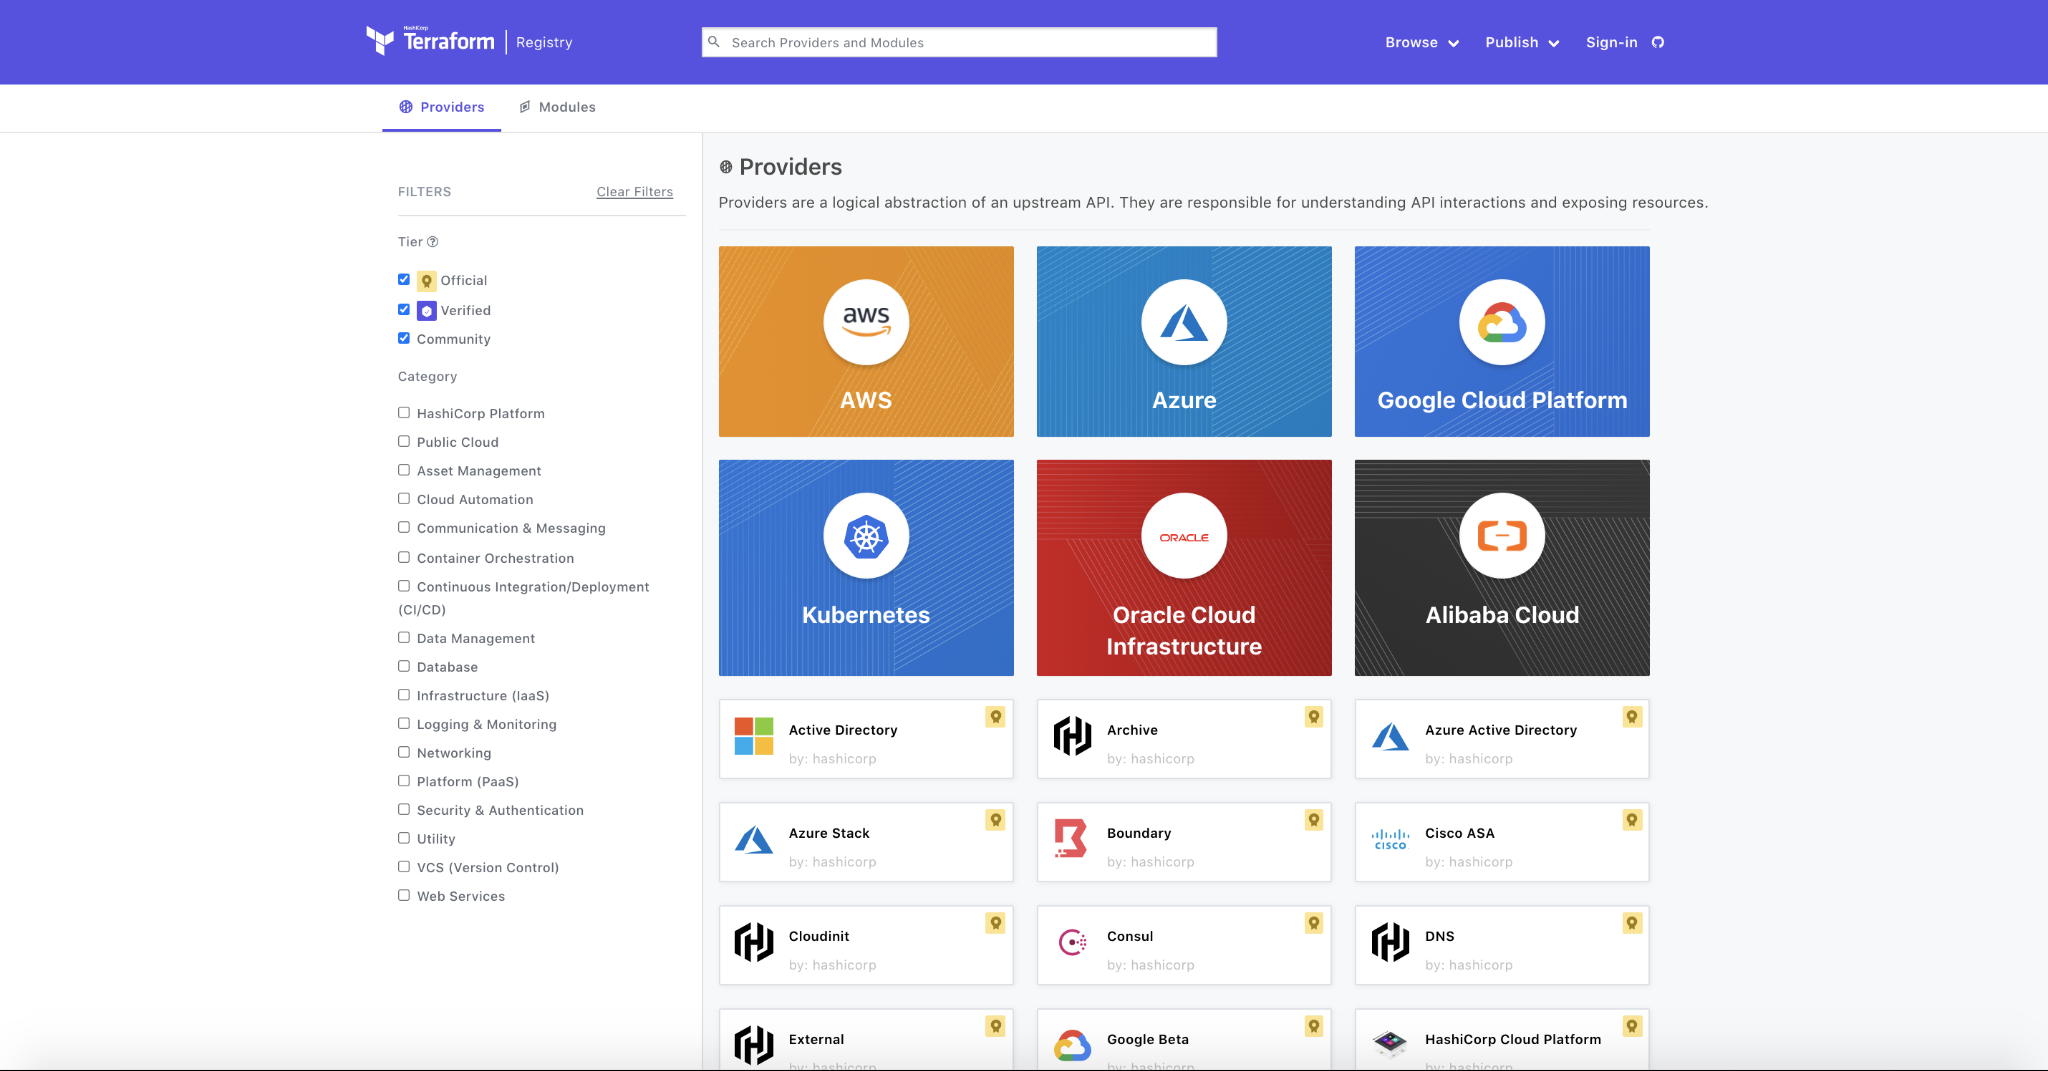 HashiCorp
Terraform
Registry
Search Providers and Modules
Browse
Publish
Sign-in
Providers
Modules
FILTERS
Clear Filters
Tier
Official
Verified
Community
Category
HashiCorp Platform
Public Cloud
Asset Management
Cloud Automation
Communication & Messaging
Container Orchestration
Continuous Integration/Deployment
(CI/CD)
Data Management
Database
Infrastructure (IaaS)
Logging & Monitoring
Networking
Platform (PaaS)
Security & Authentication
Utility
VCS (Version Control)
Web Services
Providers
Providers are a logical abstraction of an upstream API. They are responsible for understanding API interactions and exposing resources.
aws
AWS
Azure
Google Cloud Platform
Kubernetes
ORACLE
Oracle Cloud
Infrastructure
Alibaba Cloud
Active Directory
by: hashicorp
Archive
by: hashicorp
Azure Active Directory
by: hashicorp
Azure Stack
by: hashicorp
Boundary
by: hashicorp
CISCO
Cisco ASA
by: hashicorp
Cloudinit
by: hashicorp
Consul
by: hashicorp
DNS
by: hashicorp
External
by: hashicorp
Google Beta
by: hashicorp
HashiCorp Cloud Platform
by: hashicorp